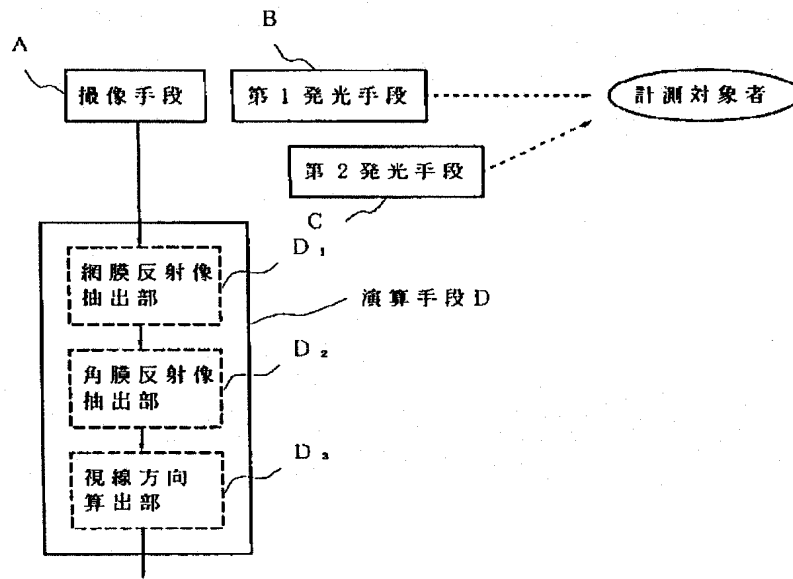 A
B
撮像手段
第1発光手段
計測対象者
第2発光手段
C
D₁
網膜反射像
抽出部
演算手段D
D₂
角膜反射像
抽出部
D₃
視線方向
算出部